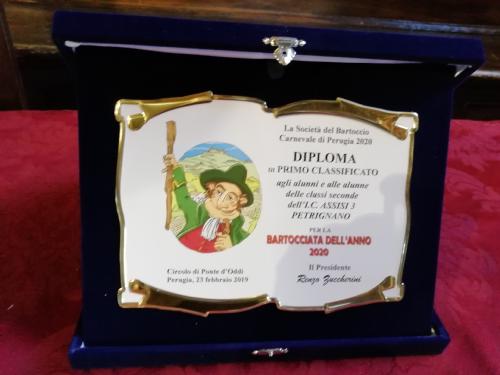 La Società del Bartoccio
Carnevale di Perugia 2020
DIPLOMA
di PRIMO CLASSIFICATO
agli alunni e alle alunne
delle classi seconde
dell'I.C. ASSISI 3
PETRIGNANO
PER LA
BARTOCCIATA DELL'ANNO
2020
Circolo di Ponte d'Oddi
Perugia, 23 febbraio 2019
Il Presidente
Renzo Zuccherini